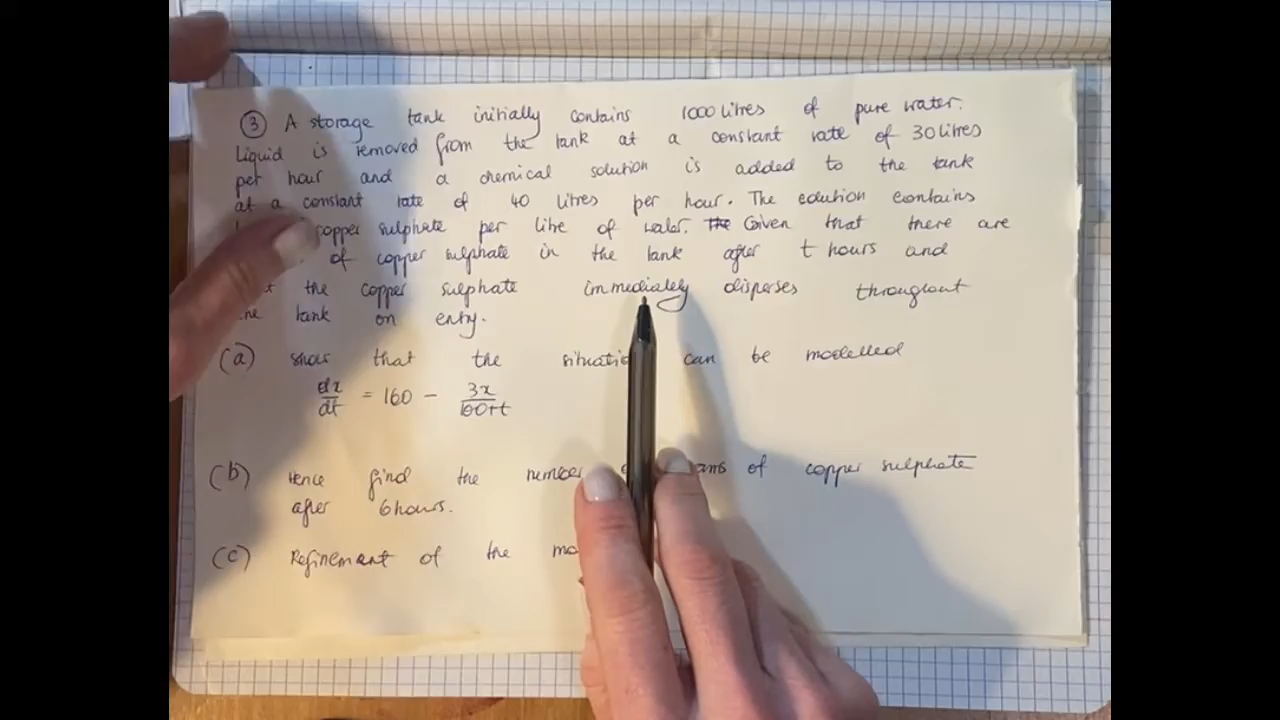 ③ A storage tank initially contains 1000 litres of pure water.
Liquid is removed from the tank at a constant rate of 30 litres
per hour and a chemical solution is added to the tank
at a constant rate of 40 litres per hour. The solution contains
copper sulphate per litre of water. Given that there are
of copper sulphate in the tank after t hours and
the copper sulphate immediately disperses throughout
tank on entry.
(a) show that the can be modelled
dx/dt = 160 - 3x/100+t
(b) Hence find the number of copper sulphate
after 6 hours.
(c) Refinement of the